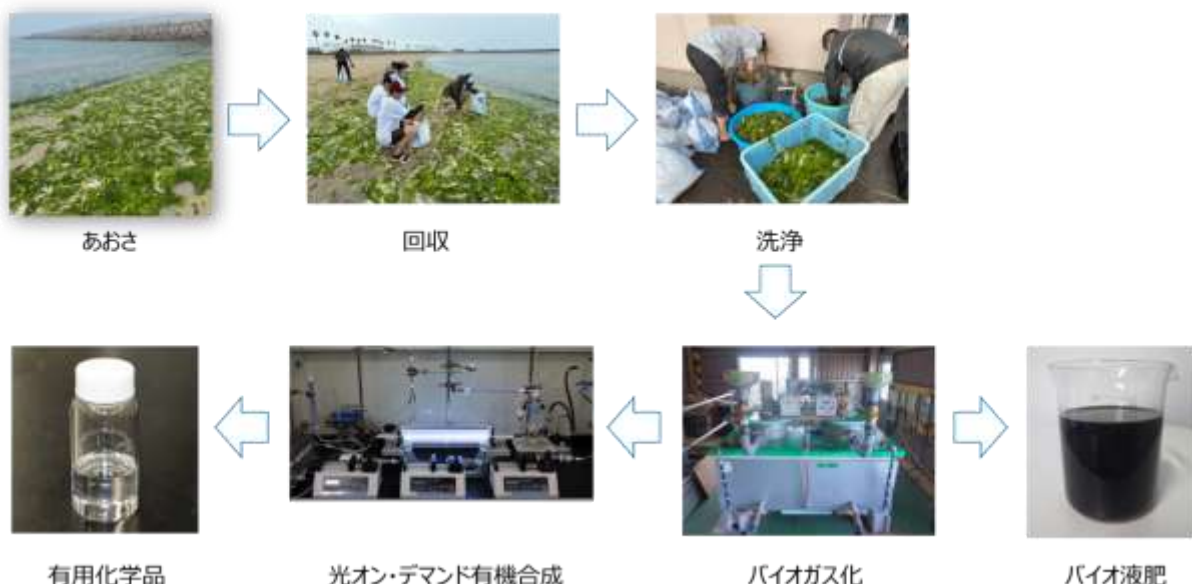 あおさ
回収
洗浄
有用化学品
光オン・デマンド有機合成
バイオガス化
バイオ液肥